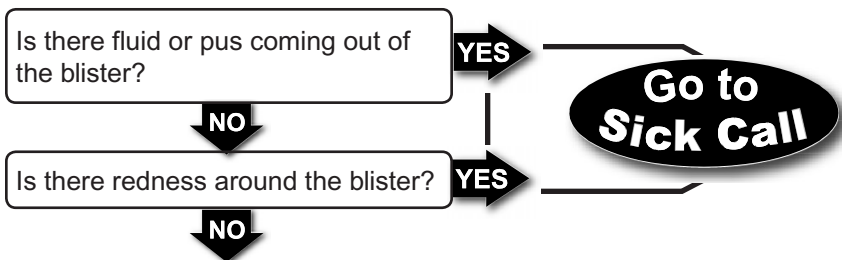 Is there fluid or pus coming out of
the blister?
YES
Go to
Sick Call
NO
Is there redness around the blister?
YES
NO